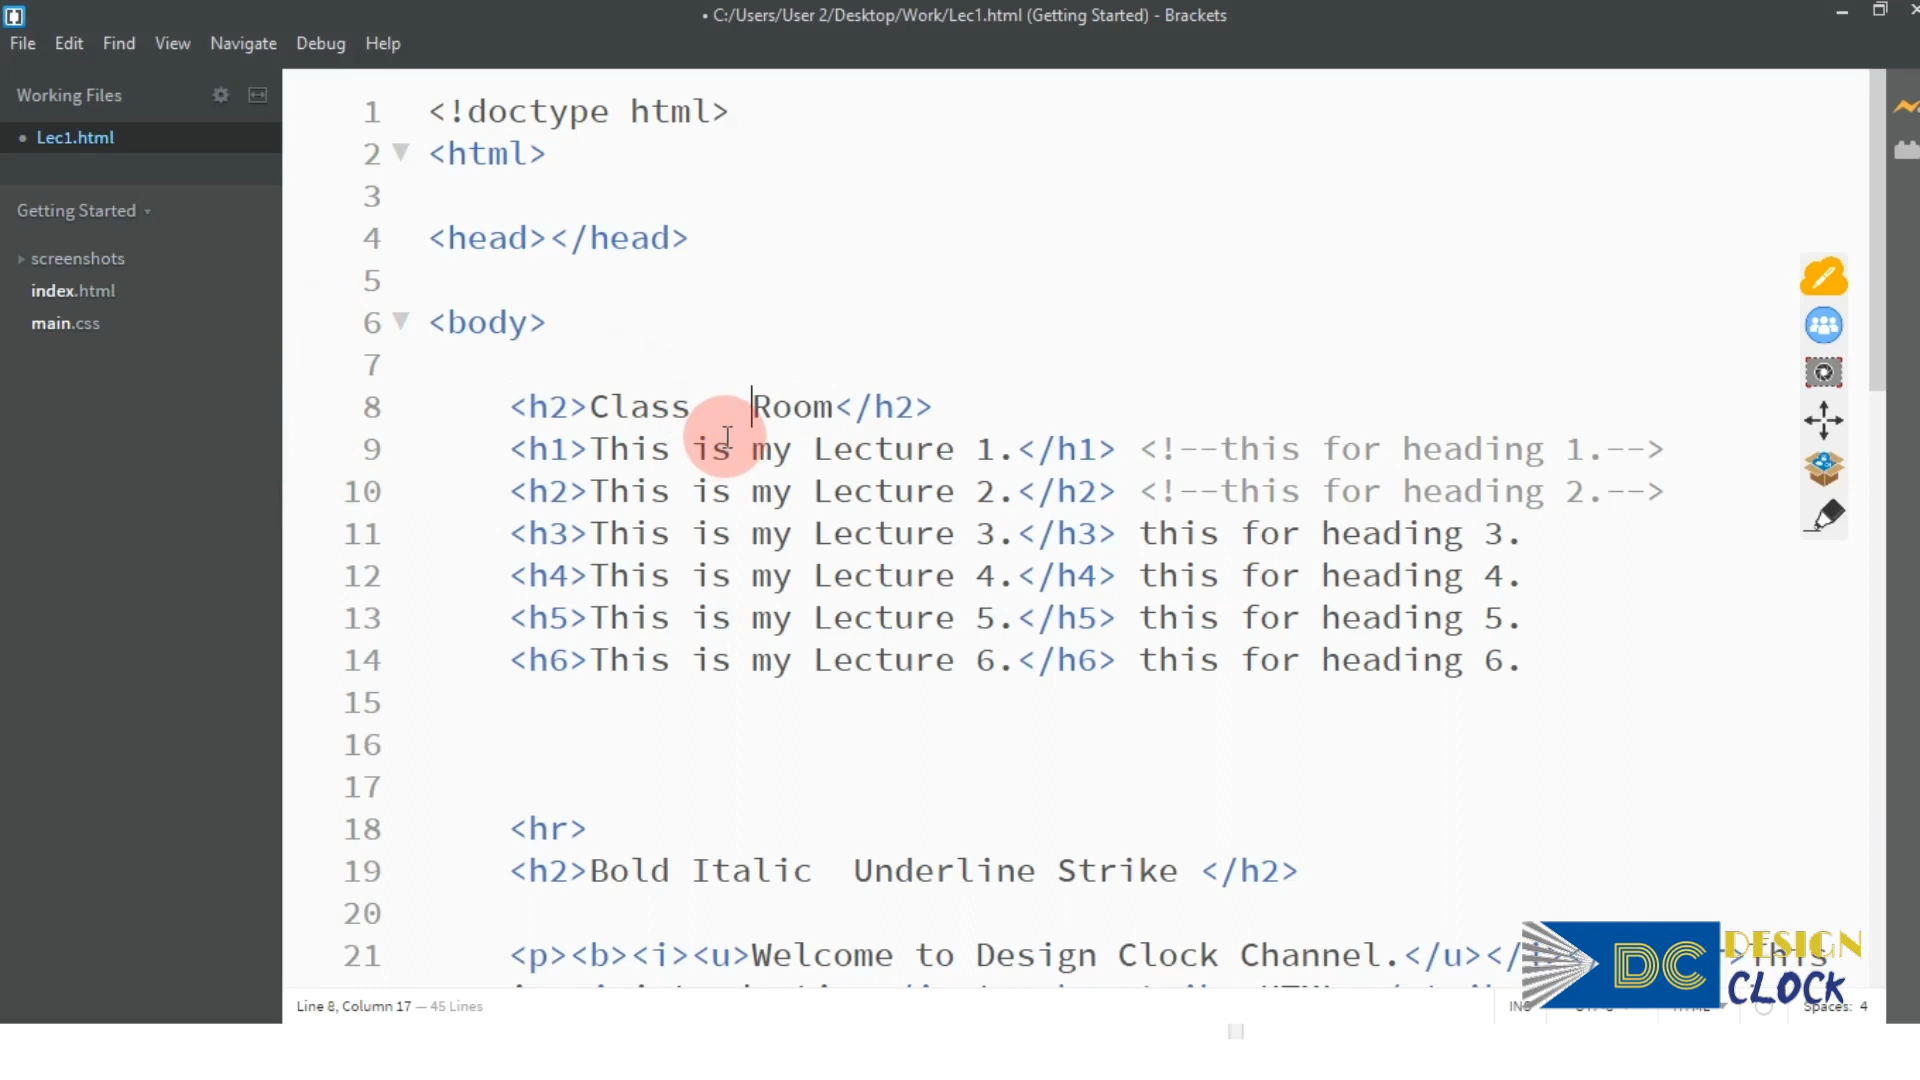 • C:/Users/User 2/Desktop/Work/Lec1.html (Getting Started) - Brackets
File Edit Find View Navigate Debug Help
Working Files
• Lec1.html
Getting Started
screenshots
index.html
main.css
1 <!doctype html>
2 <html>
3
4 <head></head>
5
6 <body>
7
8 <h2>Class   Room</h2>
9 <h1>This is my Lecture 1.</h1> <!--this for heading 1.-->
10 <h2>This is my Lecture 2.</h2> <!--this for heading 2.-->
11 <h3>This is my Lecture 3.</h3> this for heading 3.
12 <h4>This is my Lecture 4.</h4> this for heading 4.
13 <h5>This is my Lecture 5.</h5> this for heading 5.
14 <h6>This is my Lecture 6.</h6> this for heading 6.
15
16
17
18 <hr>
19 <h2>Bold Italic  Underline Strike </h2>
20
21 <p><b><i><u>Welcome to Design Clock Channel.</u></
DC DESIGN CLOCK
Line 8, Column 17 — 45 Lines
INS
Spaces: 4